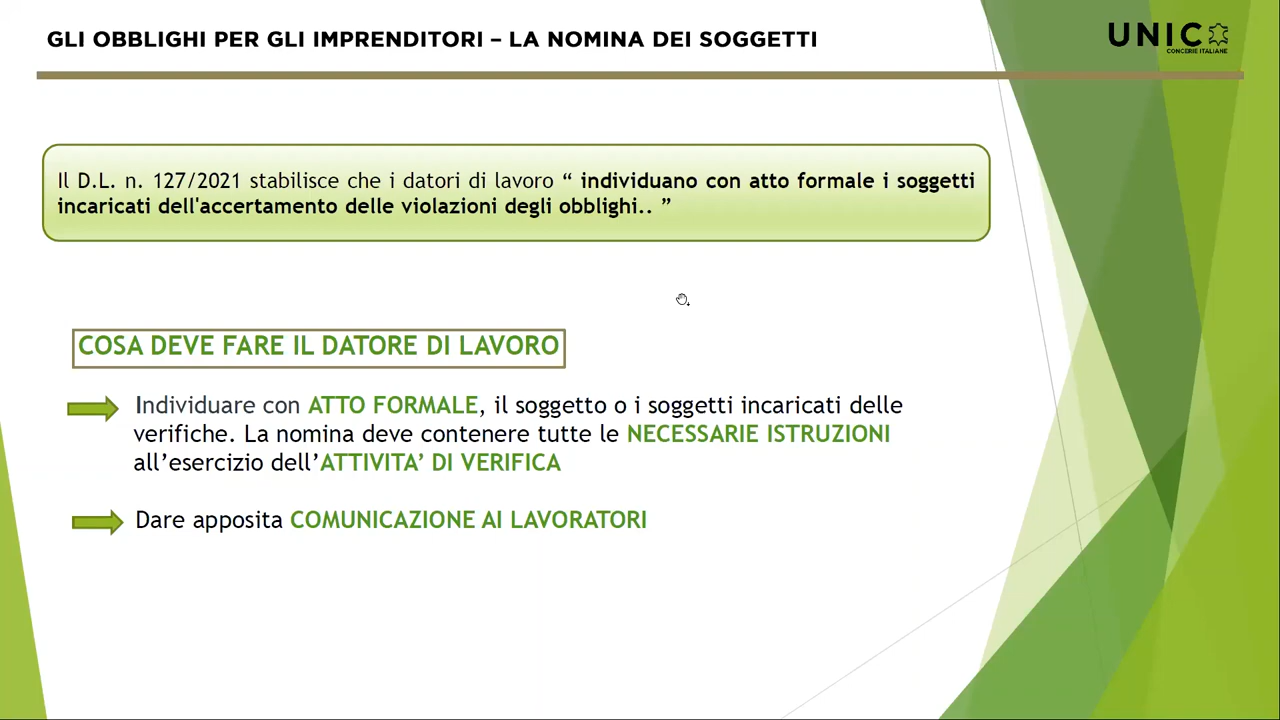 GLI OBBLIGHI PER GLI IMPRENDITORI – LA NOMINA DEI SOGGETTI
UNIC
CONCERIE ITALIANE
Il D.L. n. 127/2021 stabilisce che i datori di lavoro “ individuano con atto formale i soggetti
incaricati dell'accertamento delle violazioni degli obblighi.. ”
COSA DEVE FARE IL DATORE DI LAVORO
Individuare con ATTO FORMALE, il soggetto o i soggetti incaricati delle
verifiche. La nomina deve contenere tutte le NECESSARIE ISTRUZIONI
all’esercizio dell’ATTIVITA’ DI VERIFICA
Dare apposita COMUNICAZIONE AI LAVORATORI